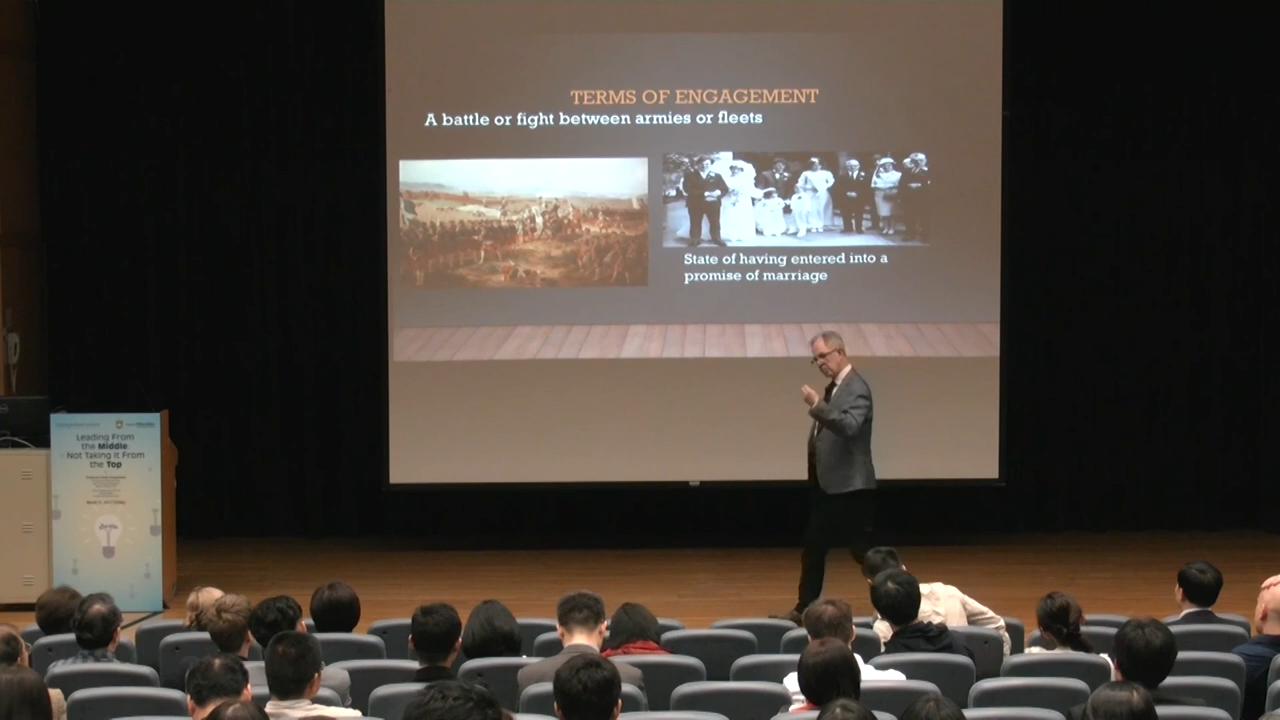 TERMS OF ENGAGEMENT
A battle or fight between armies or fleets
State of having entered into a
promise of marriage
Leading From
the Middle
Not Taking It From
the Top